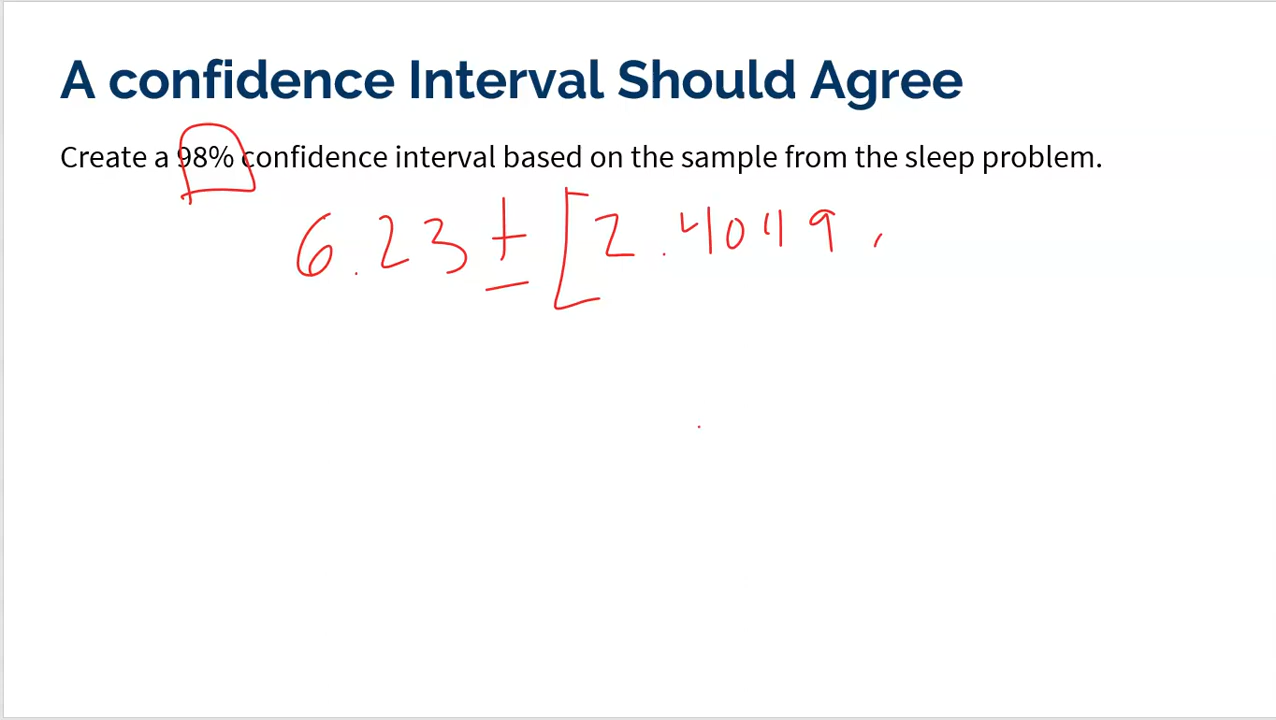 A confidence Interval Should Agree
Create a 98% confidence interval based on the sample from the sleep problem.
6.23 ± [2.4049,